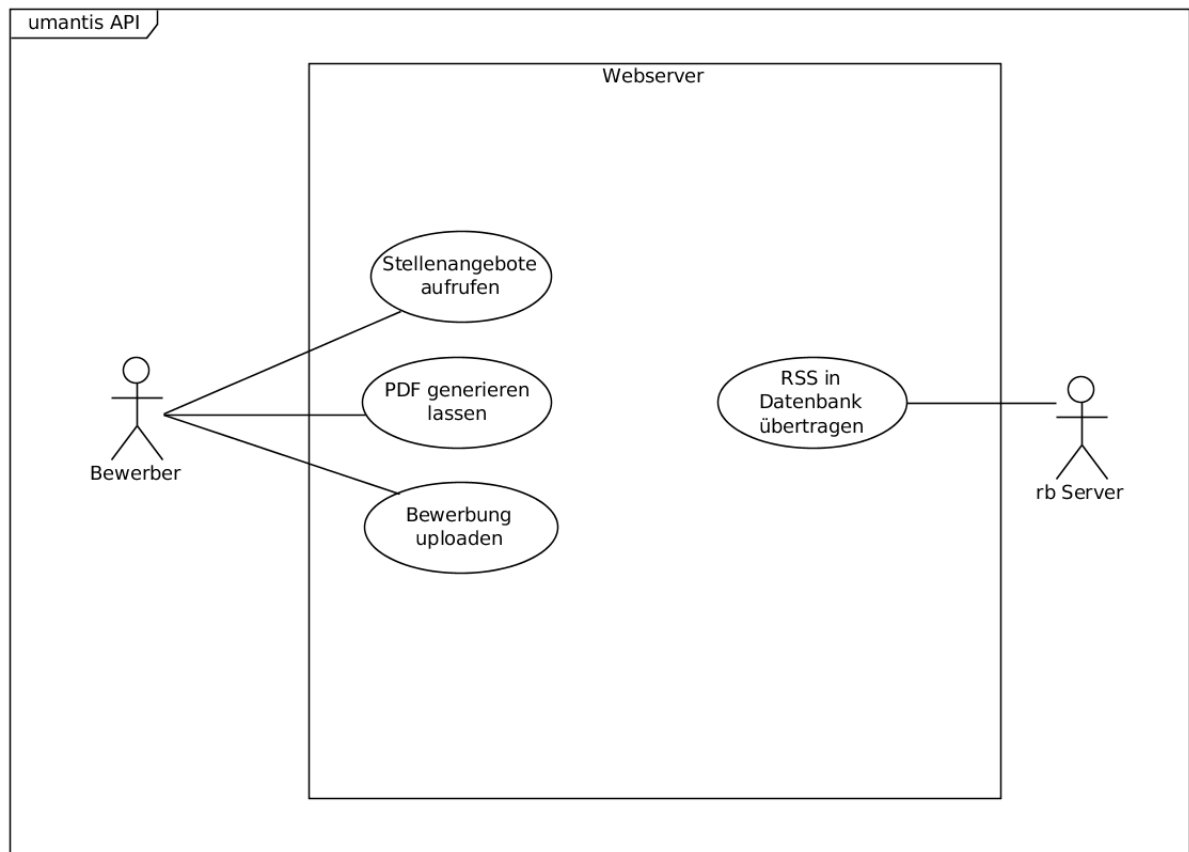 umantis API
Webserver
Stellenangebote
aufrufen
PDF generieren
lassen
Bewerbung
uploaden
RSS in
Datenbank
übertragen
Bewerber
rb Server